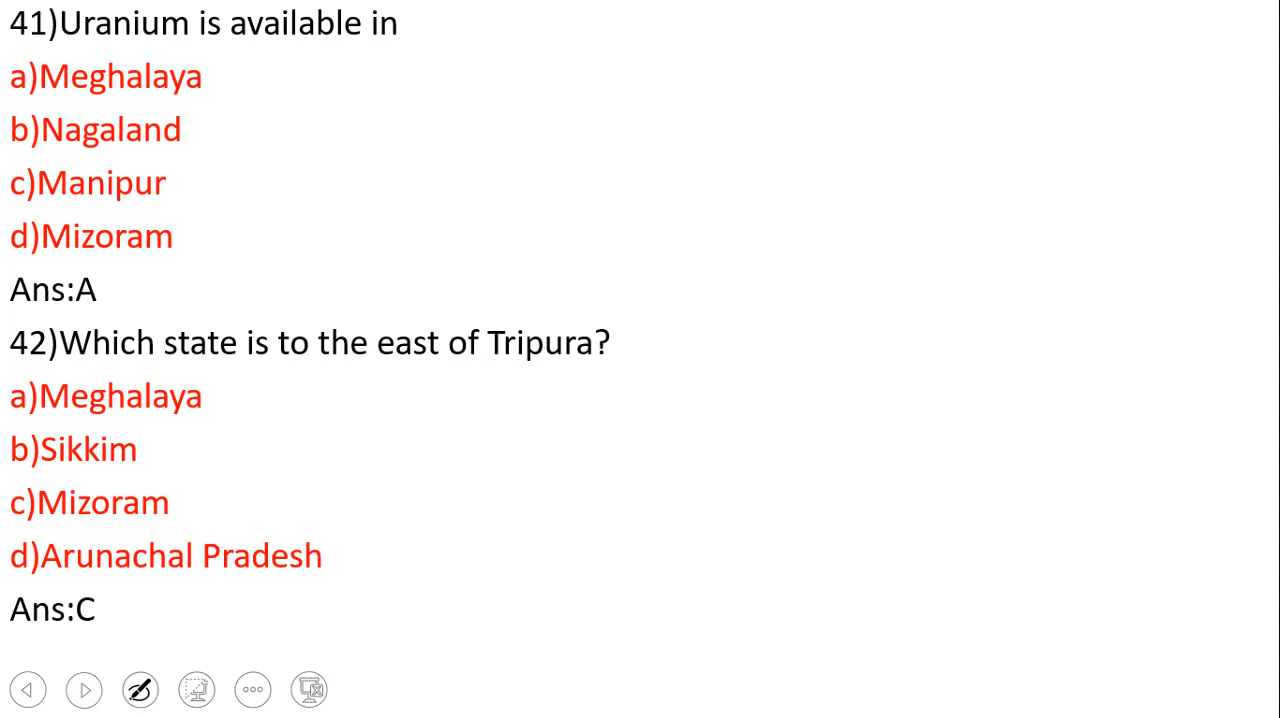 41)Uranium is available in
a)Meghalaya
b)Nagaland
c)Manipur
d)Mizoram
Ans:A
42)Which state is to the east of Tripura?
a)Meghalaya
b)Sikkim
c)Mizoram
d)Arunachal Pradesh
Ans:C